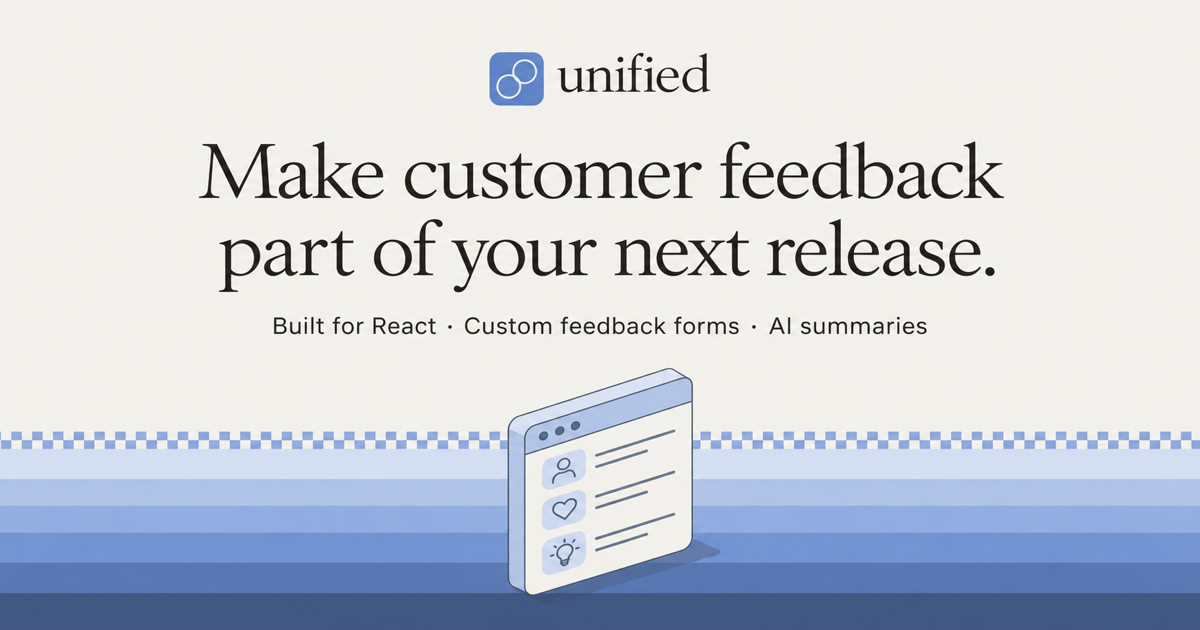 unified
Make customer feedback
part of your next release.
Built for React · Custom feedback forms · AI summaries